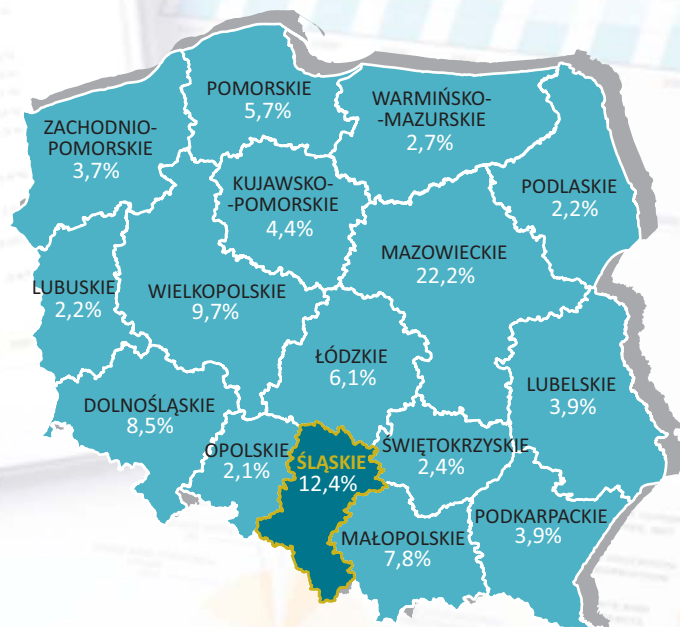 POMORSKIE
5,7%
WARMIŃSKO-
-MAZURSKIE
2,7%
ZACHODNIO-
POMORSKIE
3,7%
KUJAWSKO-
-POMORSKIE
4,4%
PODLASKIE
2,2%
MAZOWIECKIE
22,2%
LUBUSKIE
2,2%
WIELKOPOLSKIE
9,7%
ŁÓDZKIE
6,1%
LUBELSKIE
3,9%
DOLNOŚLĄSKIE
8,5%
OPOLSKIE
2,1%
ŚLĄSKIE
12,4%
ŚWIĘTOKRZYSKIE
2,4%
MAŁOPOLSKIE
7,8%
PODKARPACKIE
3,9%